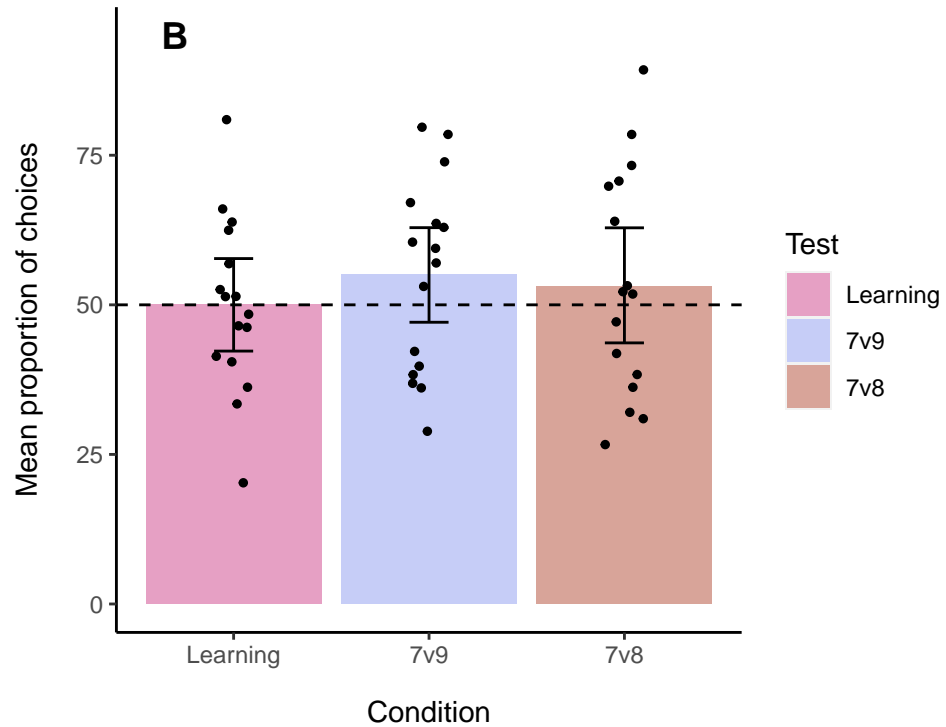 B
Mean proportion of choices
75
50
25
0
Learning
7v9
7v8
Condition
Test
Learning
7v9
7v8